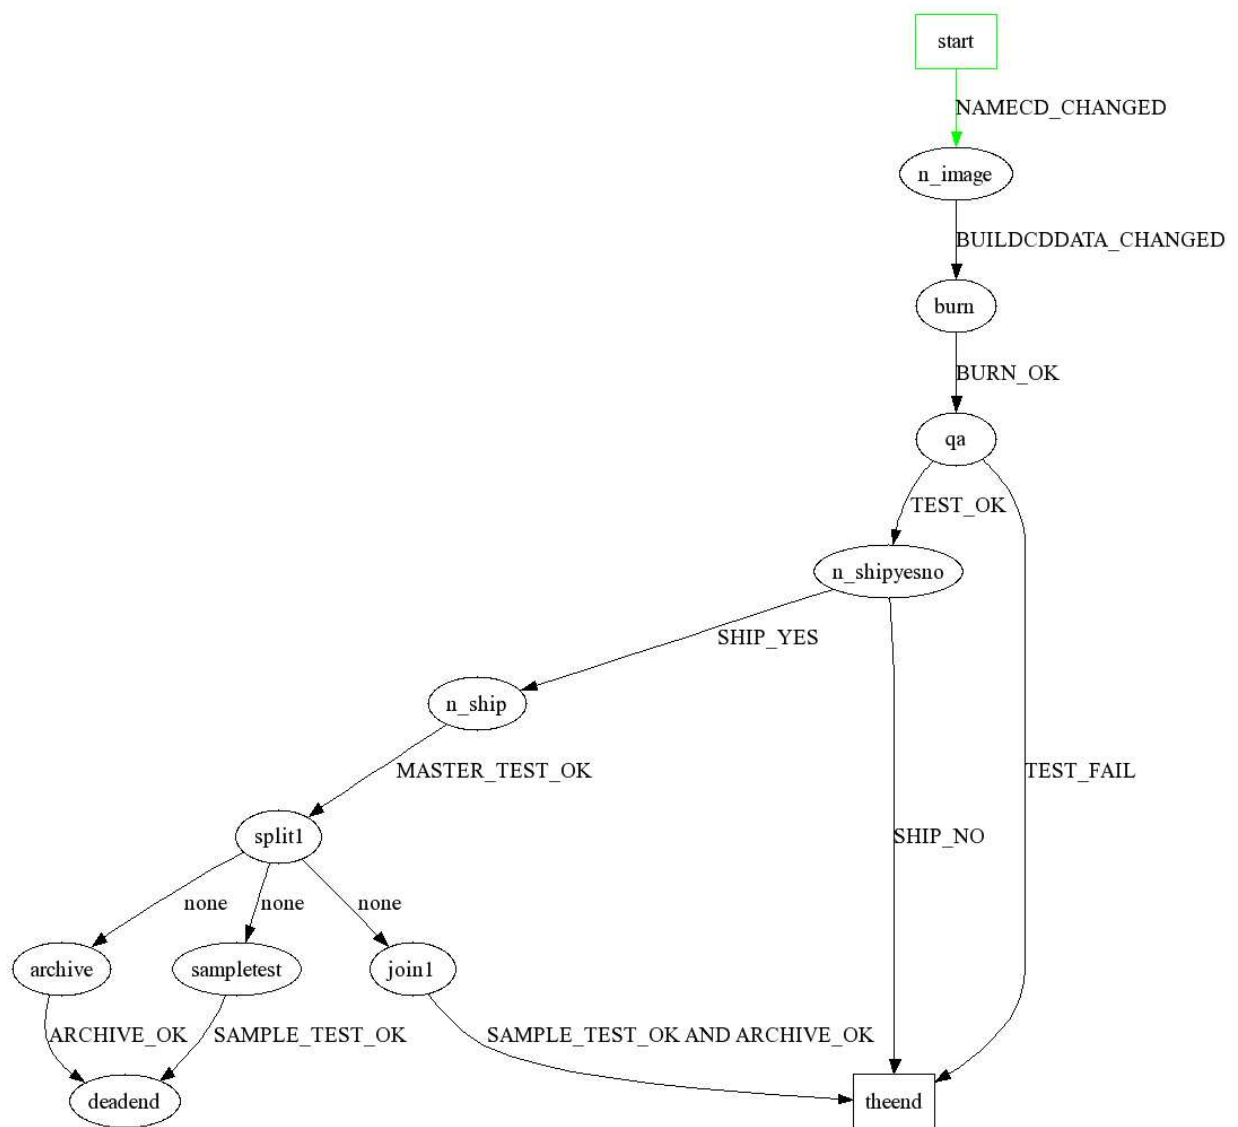 start
NAMECD_CHANGED
n_image
BUILDCDDATA_CHANGED
burn
BURN_OK
qa
TEST_OK
n_shipyesno
SHIP_YES
n_ship
MASTER_TEST_OK
TEST_FAIL
split1
SHIP_NO
none
none
none
archive
sampletest
join1
ARCHIVE_OK
SAMPLE_TEST_OK
SAMPLE_TEST_OK AND ARCHIVE_OK
deadend
theend